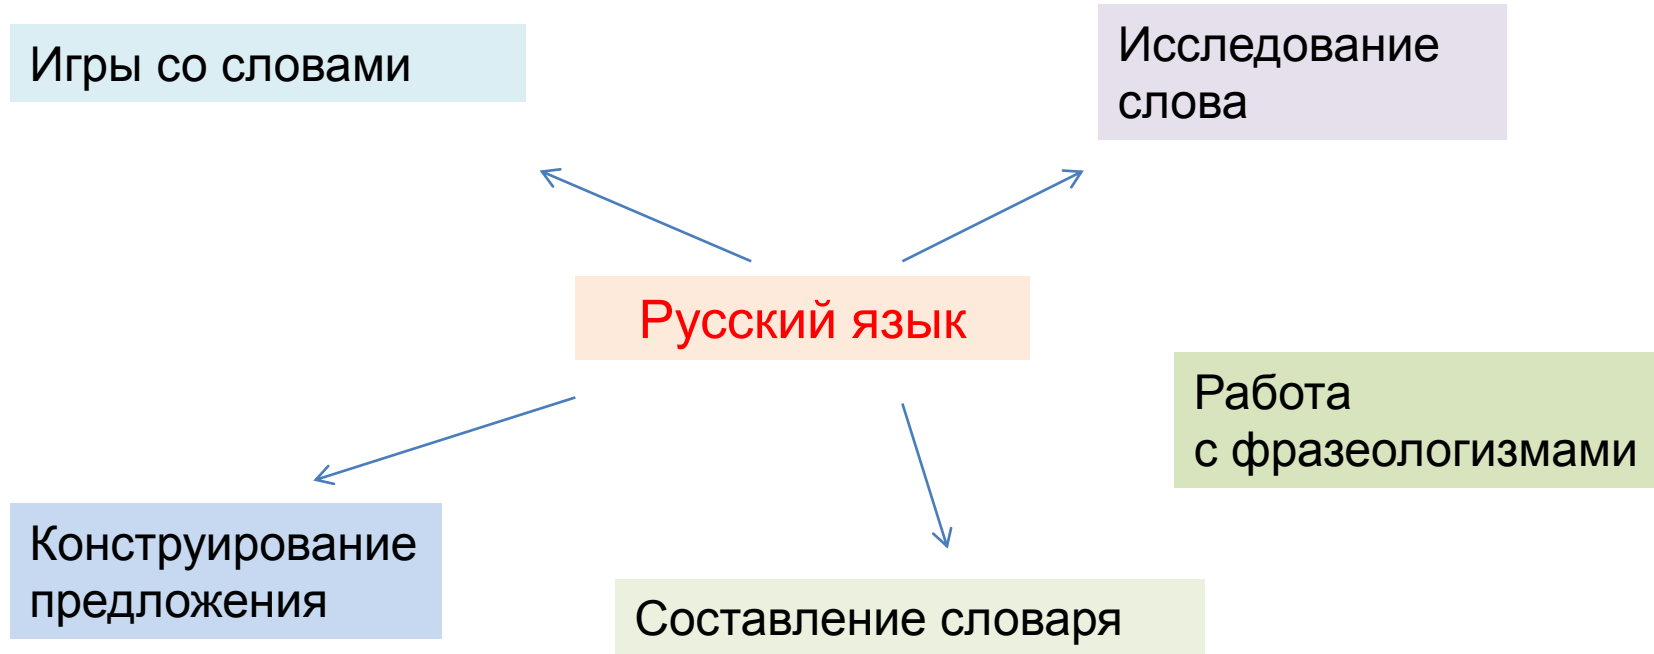 Игры со словами
Исследование
слова
Русский язык
Работа
с фразеологизмами
Конструирование
предложения
Составление словаря